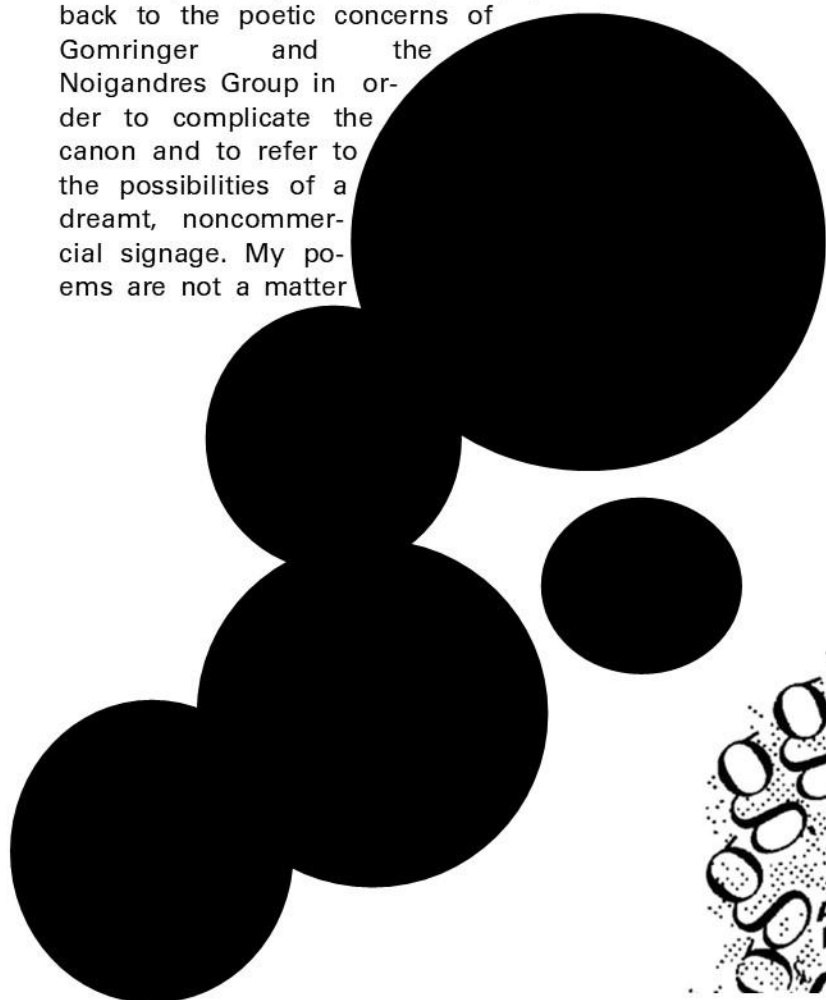 back to the poetic concerns of
Gomringer and the
Noigandres Group in or-
der to complicate the
canon and to refer to
the possibilities of a
dreamt, noncommer-
cial signage. My po-
ems are not a matter